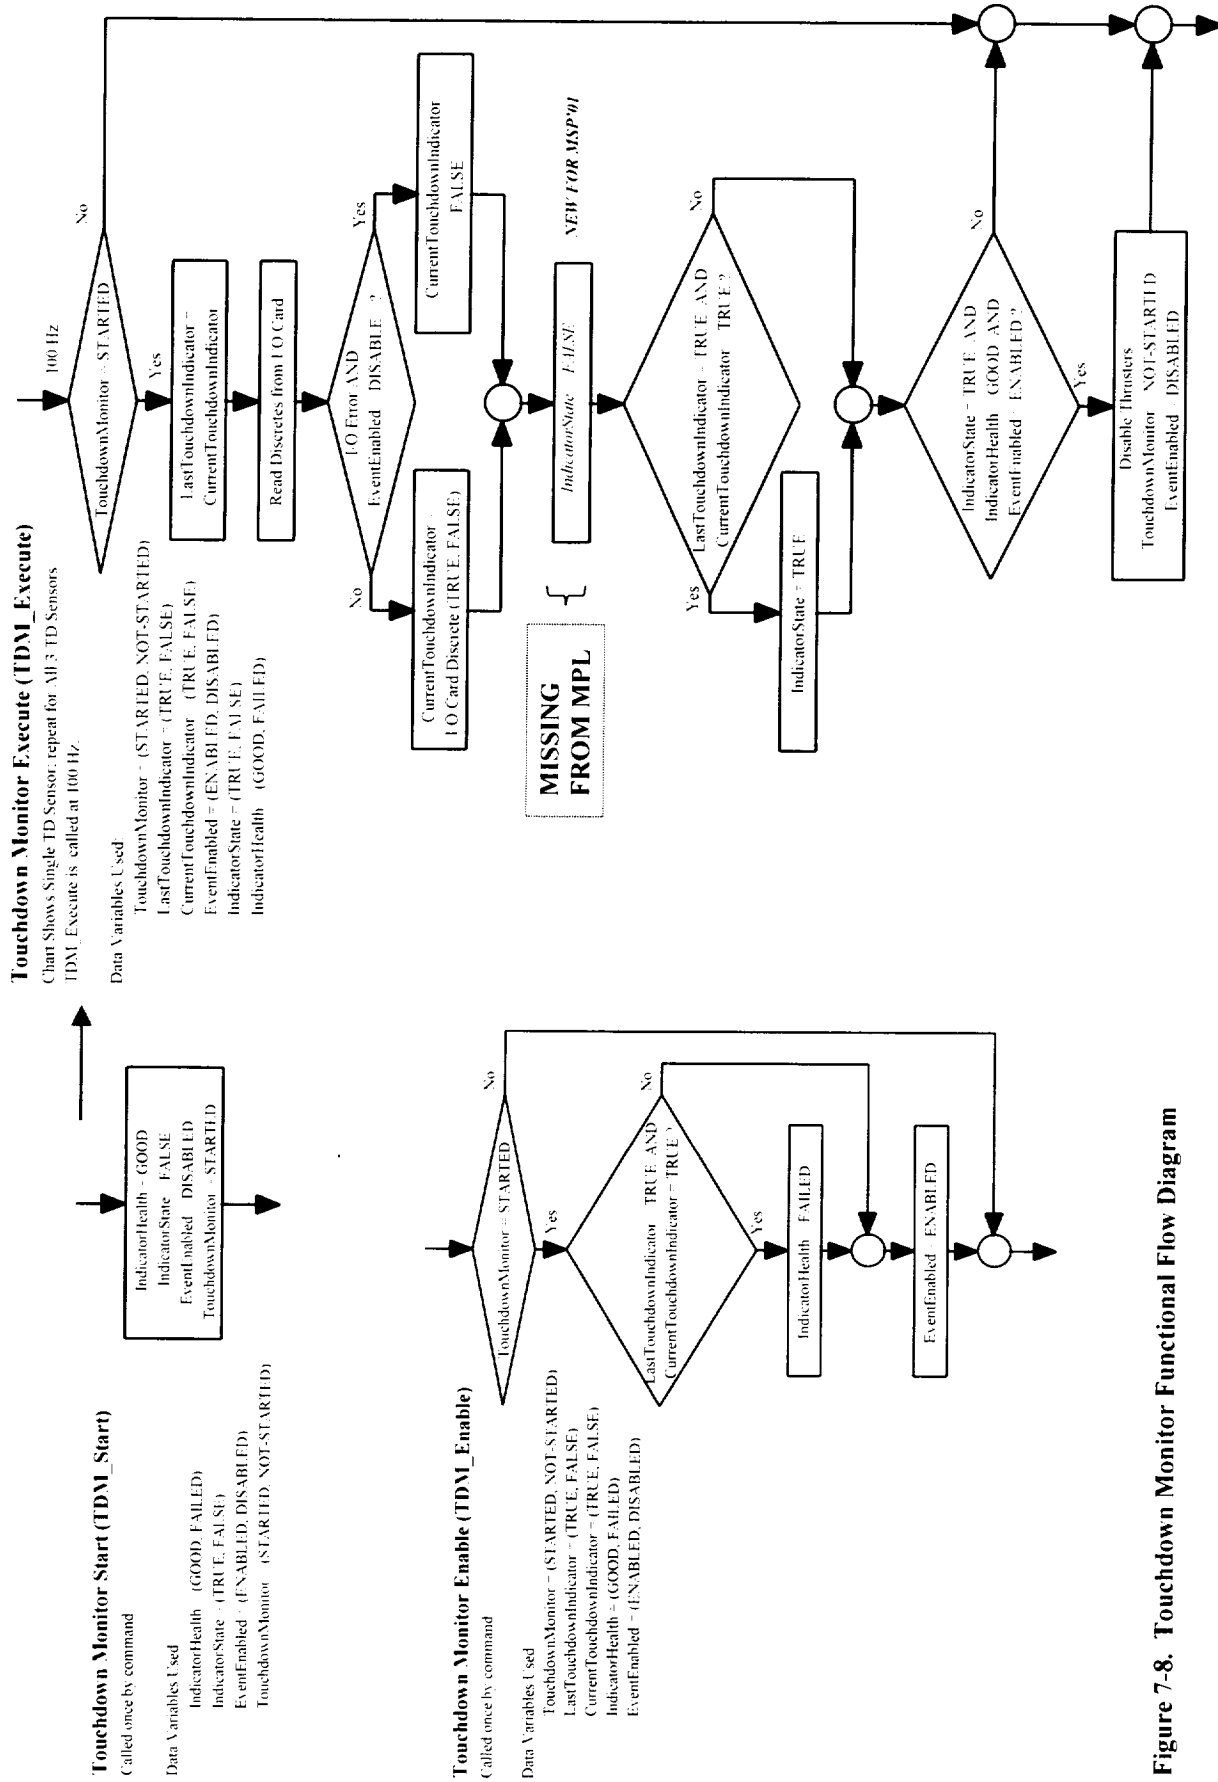 Touchdown Monitor Start (TDM_Start)
Called once by command
Data Variables Used
IndicatorHealth (GOOD, FAILED)
IndicatorState = (TRUE, FALSE)
EventEnabled = (ENABLED, DISABLED)
TouchdownMonitor (STARTED, NOT-STARTED)
IndicatorHealth = GOOD
IndicatorState FALSE
EventEnabled DISABLED
TouchdownMonitor = STARTED
Touchdown Monitor Execute (TDM_Execute)
Chart Shows Single TD Sensor: repeat for All 3 TD Sensors
TDM_Execute is called at 100 Hz.
Data Variables Used:
TouchdownMonitor = (STARTED, NOT-STARTED)
LastTouchdownIndicator = (TRUE, FALSE)
CurrentTouchdownIndicator (TRUE, FALSE)
EventEnabled = (ENABLED, DISABLED)
IndicatorState = (TRUE, FALSE)
IndicatorHealth (GOOD, FAILED)
100 Hz
TouchdownMonitor = STARTED
No
Yes
LastTouchdownIndicator =
CurrentTouchdownIndicator
Read Discretes from I/O Card
I/O Error AND
EventEnabled DISABLE ?
No
Yes
CurrentTouchdownIndicator =
I/O Card Discrete (TRUE, FALSE)
CurrentTouchdownIndicator
FALSE
MISSING
FROM MPL
IndicatorState FALSE
NEW FOR MSP'01
LastTouchdownIndicator = TRUE AND
CurrentTouchdownIndicator TRUE ?
Yes
No
IndicatorState = TRUE
IndicatorState = TRUE AND
IndicatorHealth GOOD AND
EventEnabled = ENABLED ?
No
Yes
Disable Thrusters
TouchdownMonitor NOT-STARTED
EventEnabled = DISABLED
Touchdown Monitor Enable (TDM_Enable)
Called once by command
Data Variables Used
TouchdownMonitor = (STARTED, NOT-STARTED)
LastTouchdownIndicator = (TRUE, FALSE)
CurrentTouchdownIndicator = (TRUE, FALSE)
IndicatorHealth = (GOOD, FAILED)
EventEnabled = (ENABLED, DISABLED)
TouchdownMonitor = STARTED
No
Yes
LastTouchdownIndicator TRUE AND
CurrentTouchdownIndicator = TRUE ?
No
Yes
IndicatorHealth FAILED
EventEnabled = ENABLED
Figure 7-8. Touchdown Monitor Functional Flow Diagram